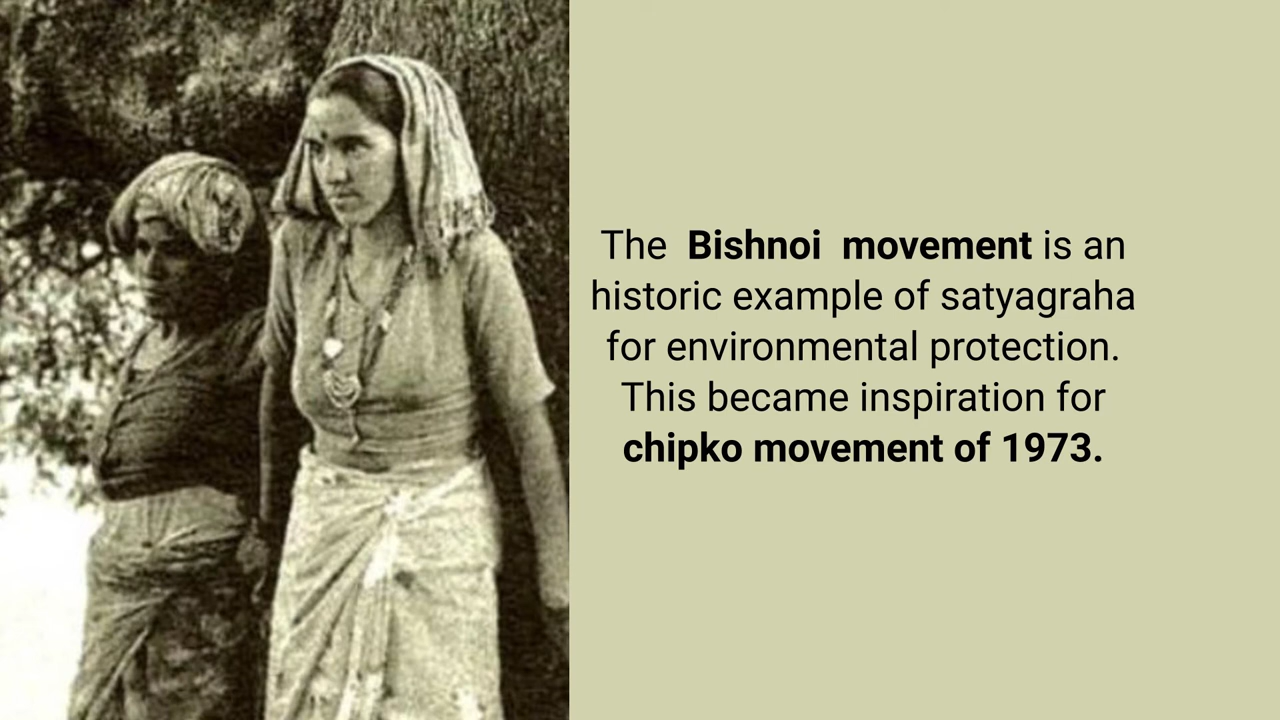 The Bishnoi movement is an
historic example of satyagraha
for environmental protection.
This became inspiration for
chipko movement of 1973.